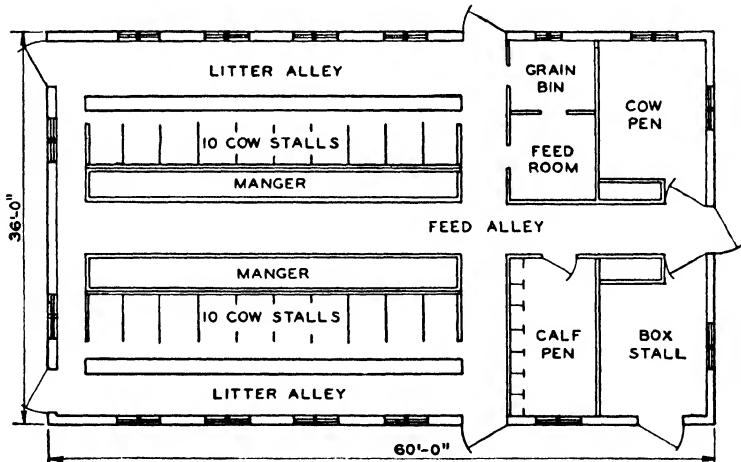 LITTER ALLEY
GRAIN
BIN
COW
PEN
10 COW STALLS
FEED
ROOM
MANGER
36'-0"
FEED ALLEY
MANGER
10 COW STALLS
CALF
PEN
BOX
STALL
LITTER ALLEY
60'-0"